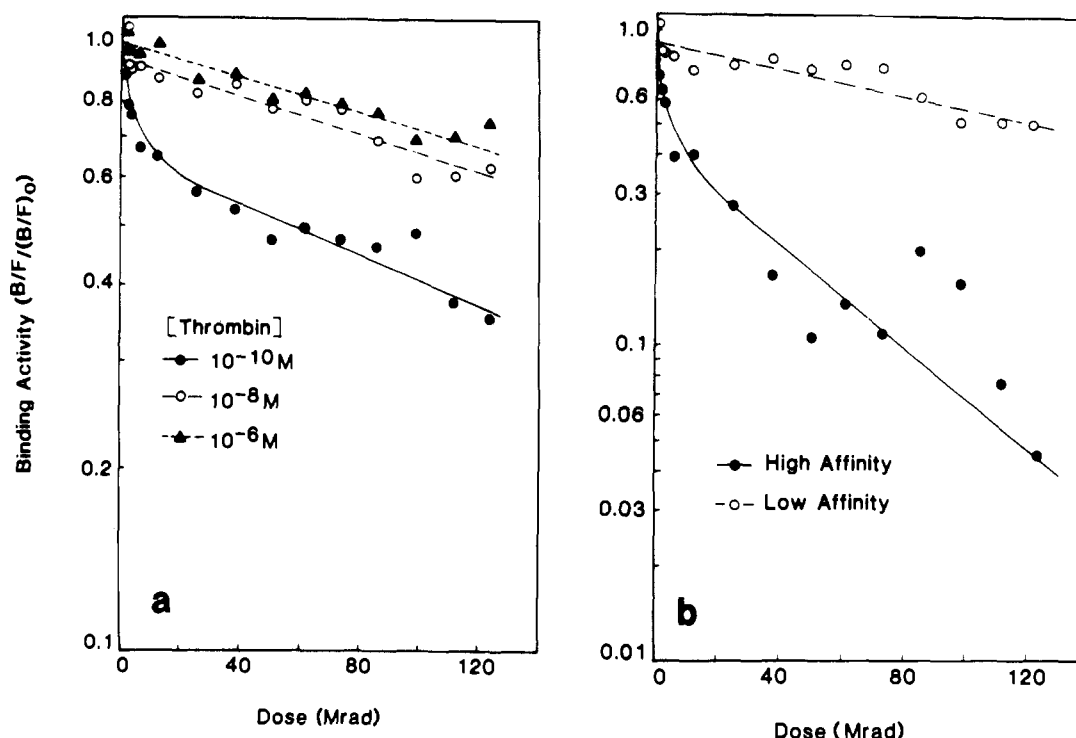 a
Binding Activity (B/F/(B/F)0)
1.0
0.8
0.6
0.4
0.2
0.1
[Thrombin]
10-10M
10-8M
10-6M
0
40
80
120
Dose (Mrad)
b
1.0
0.6
0.3
0.1
0.06
0.03
0.01
High Affinity
Low Affinity
0
40
80
120
Dose (Mrad)